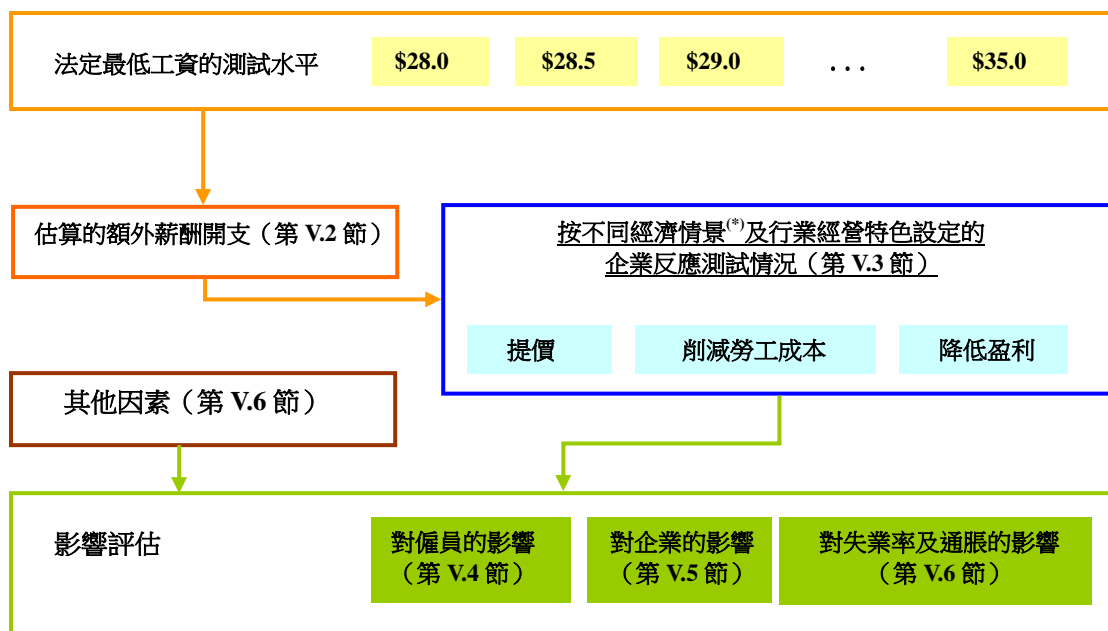 法定最低工資的測試水平 $28.0 $28.5 $29.0 . . . $35.0
估算的額外薪酬開支（第 V.2 節）
按不同經濟情景(*)及行業經營特色設定的
企業反應測試情況（第 V.3 節）
提價 削減勞工成本 降低盈利
其他因素（第 V.6 節）
影響評估
對僱員的影響
（第 V.4 節）
對企業的影響
（第 V.5 節）
對失業率及通脹的影響
（第 V.6 節）